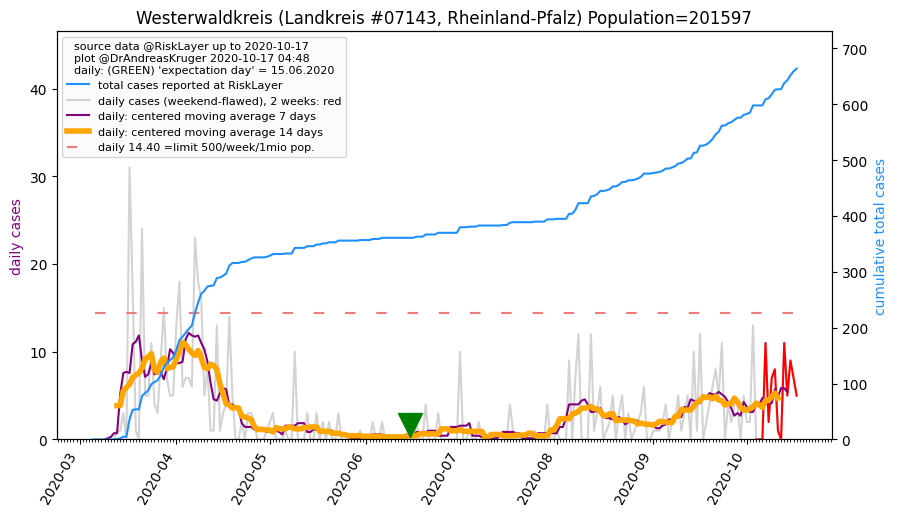 Westerwaldkreis (Landkreis #07143, Rheinland-Pfalz) Population=201597
source data @RiskLayer up to 2020-10-17
plot @DrAndreasKruger 2020-10-17 04:48
daily: (GREEN) 'expectation day' = 15.06.2020
total cases reported at RiskLayer
daily cases (weekend-flawed), 2 weeks: red
daily: centered moving average 7 days
daily: centered moving average 14 days
daily 14.40 =limit 500/week/1mio pop.
daily cases
40
30
20
10
0
cumulative total cases
700
600
500
400
300
200
100
0
2020-03
2020-04
2020-05
2020-06
2020-07
2020-08
2020-09
2020-10